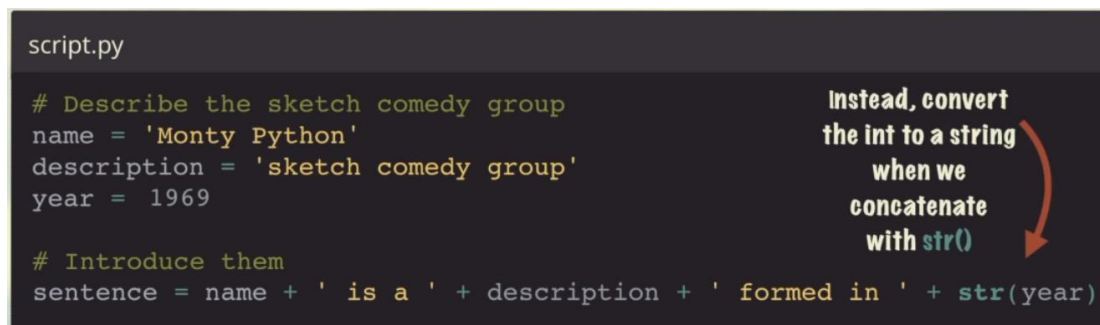 script.py
# Describe the sketch comedy group
name = 'Monty Python'
description = 'sketch comedy group'
year = 1969
Instead, convert
the int to a string
when we
concatenate
with str()
# Introduce them
sentence = name + ' is a ' + description + ' formed in ' + str(year)